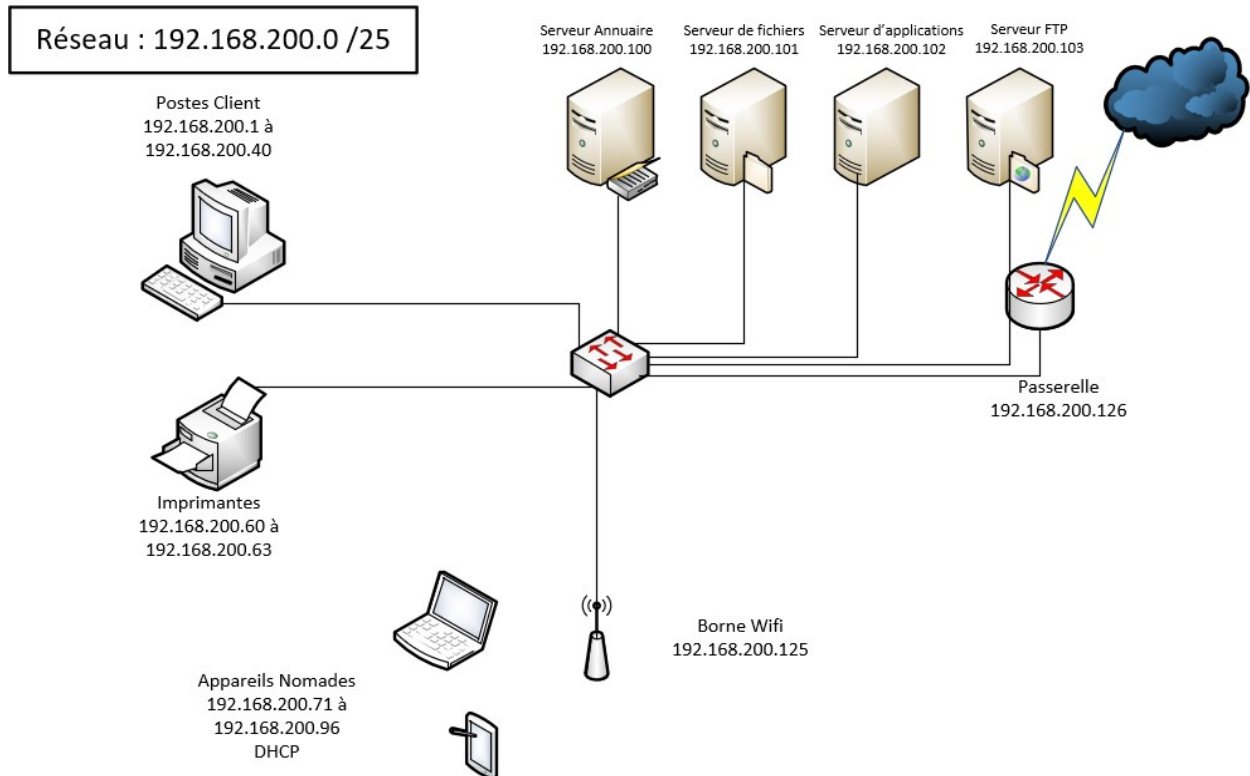 Réseau : 192.168.200.0 /25
Serveur Annuaire
192.168.200.100
Serveur de fichiers
192.168.200.101
Serveur d’applications
192.168.200.102
Serveur FTP
192.168.200.103
Postes Client
192.168.200.1 à
192.168.200.40
Passerelle
192.168.200.126
Imprimantes
192.168.200.60 à
192.168.200.63
Borne Wifi
192.168.200.125
Appareils Nomades
192.168.200.71 à
192.168.200.96
DHCP